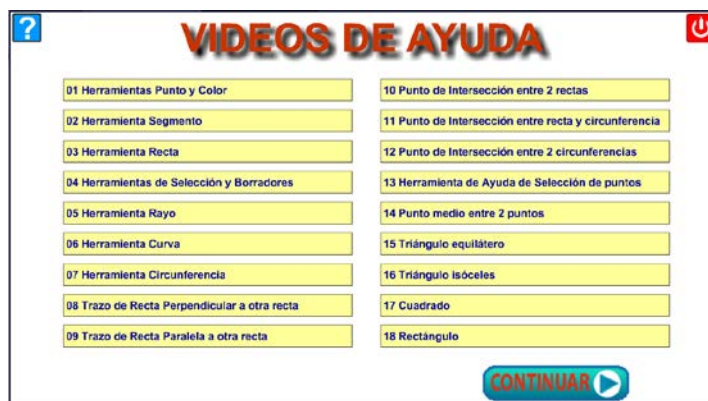 ?
VIDEOS DE AYUDA
01 Herramientas Punto y Color
02 Herramienta Segmento
03 Herramienta Recta
04 Herramientas de Selección y Borradores
05 Herramienta Rayo
06 Herramienta Curva
07 Herramienta Circunferencia
08 Trazo de Recta Perpendicular a otra recta
09 Trazo de Recta Paralela a otra recta
10 Punto de Intersección entre 2 rectas
11 Punto de Intersección entre recta y circunferencia
12 Punto de Intersección entre 2 circunferencias
13 Herramienta de Ayuda de Selección de puntos
14 Punto medio entre 2 puntos
15 Triángulo equilátero
16 Triángulo isóceles
17 Cuadrado
18 Rectángulo
CONTINUAR